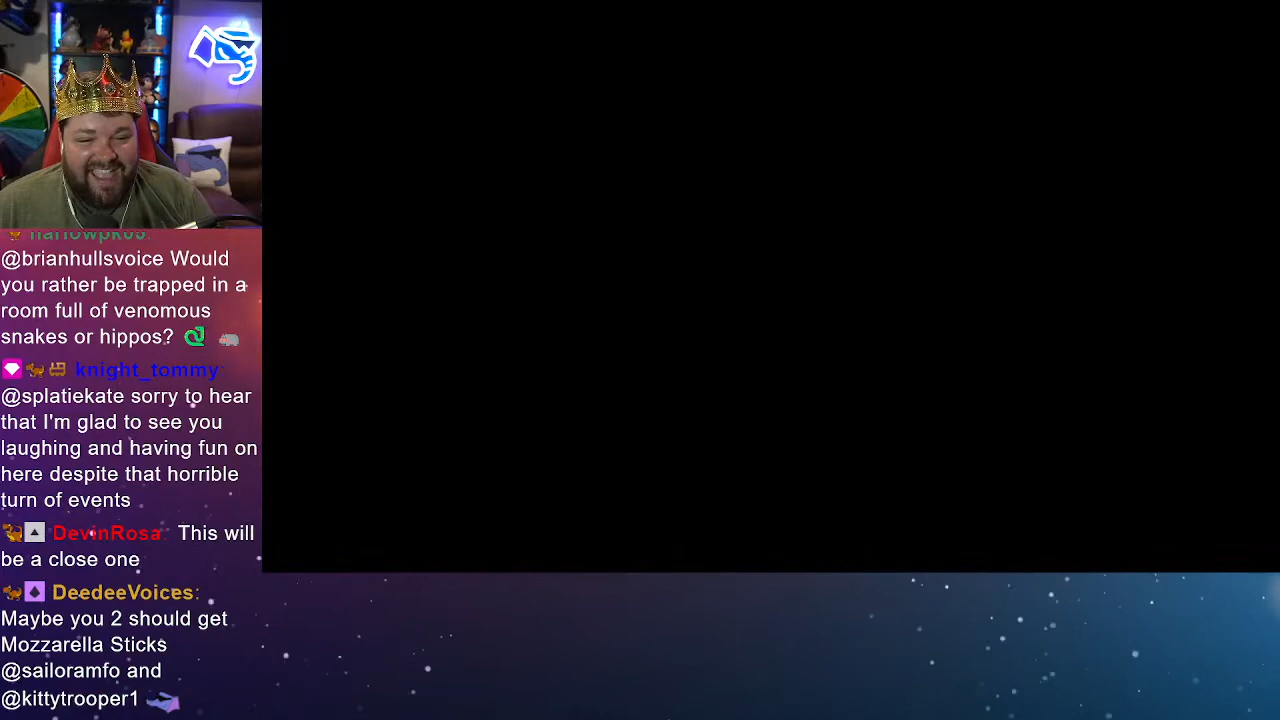 harlowpk05:
@brianhullsvoice Would
you rather be trapped in a
room full of venomous
snakes or hippos?
knight_tommy:
@splatiekate sorry to hear
that I'm glad to see you
laughing and having fun on
here despite that horrible
turn of events
DevinRosa: This will
be a close one
DeedeeVoices:
Maybe you 2 should get
Mozzarella Sticks
@sailoramfo and
@kittytrooper1